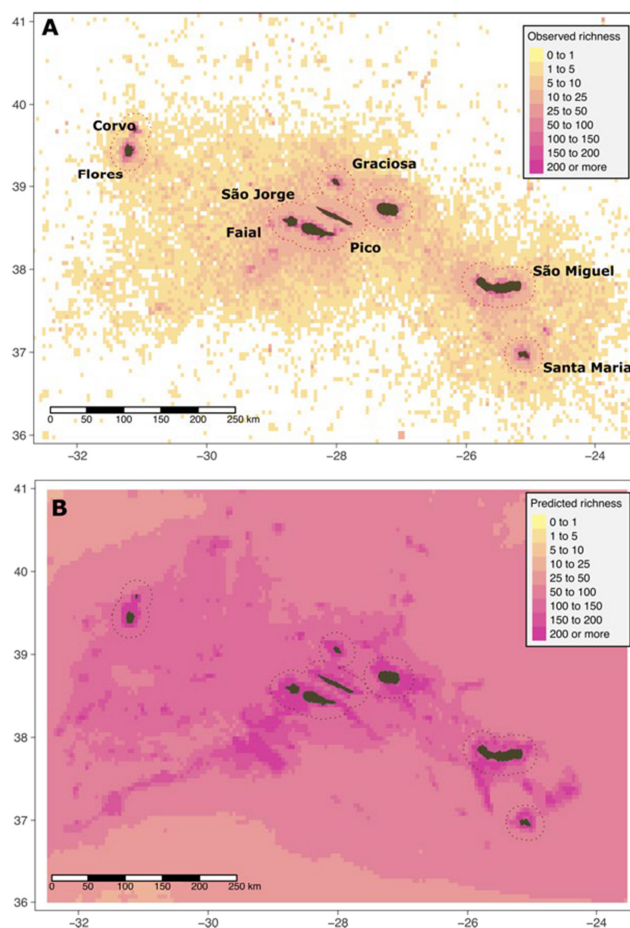 A
Observed richness
0 to 1
1 to 5
5 to 10
10 to 25
25 to 50
50 to 100
100 to 150
150 to 200
200 or more
41
40
39
38
37
36
Corvo
Flores
Graciosa
São Jorge
Faial
Pico
São Miguel
Santa Maria
0 50 100 150 200 250 km
−32 −30 −28 −26 −24
B
Predicted richness
0 to 1
1 to 5
5 to 10
10 to 25
25 to 50
50 to 100
100 to 150
150 to 200
200 or more
41
40
39
38
37
36
0 50 100 150 200 250 km
−32 −30 −28 −26 −24